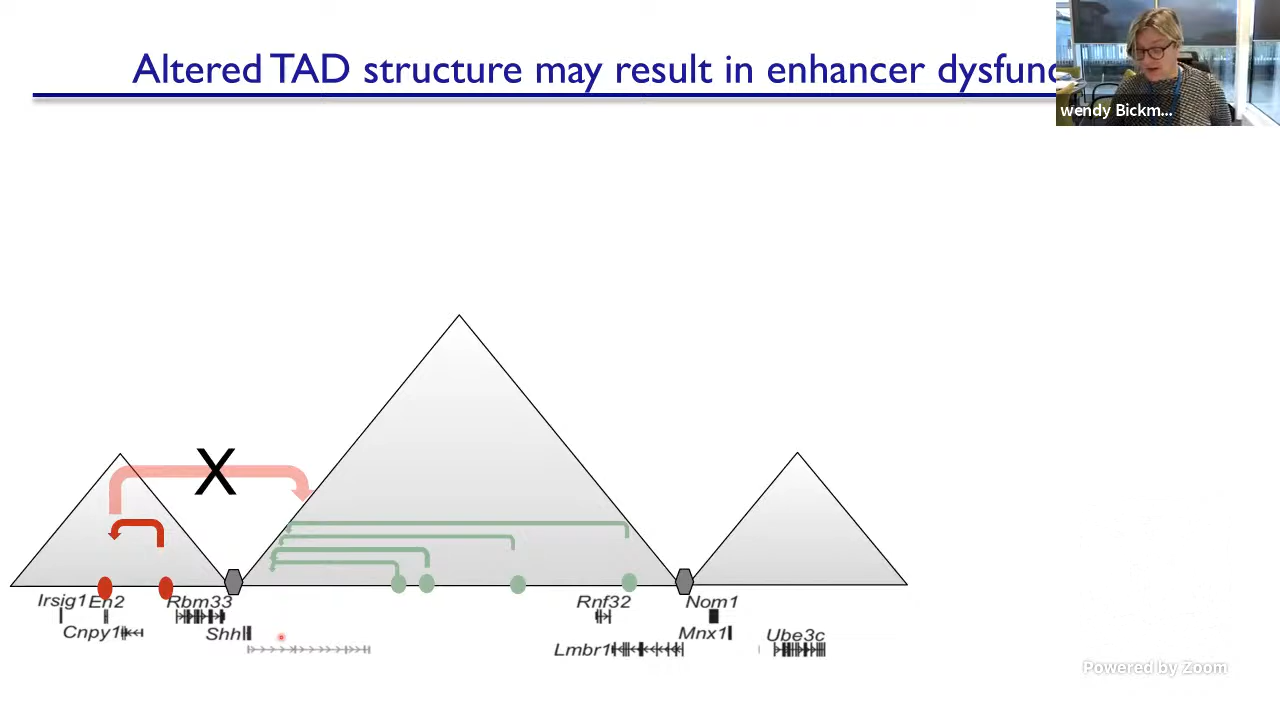 Altered TAD structure may result in enhancer dysfunc
wendy Bickm...
X
Irsig1 En2 Rbm33 Rnf32 Nom1
Cnpy1 Shh Lmbr1 Mnx1 Ube3c
Powered by Zoom